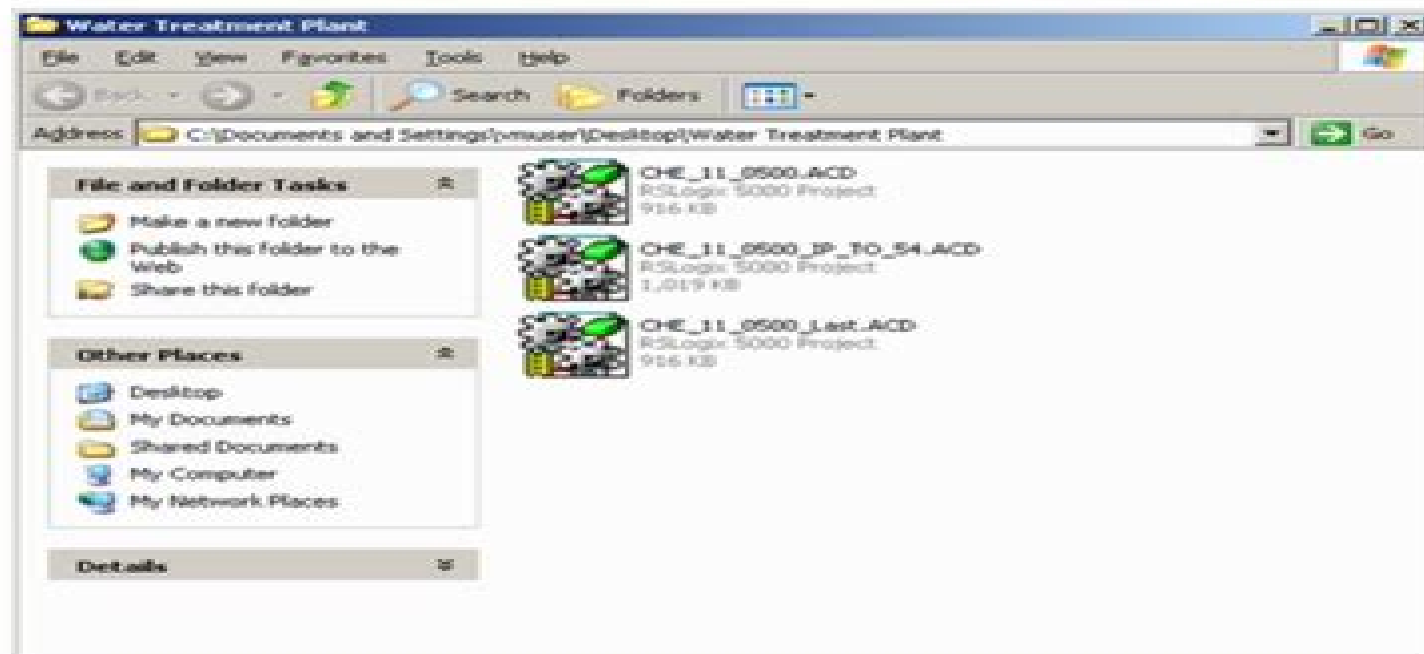 Water Treatment Plant
File Edit View Favorites Tools Help
Back Search Folders
Address C:\Documents and Settings\vmuser\Desktop\Water Treatment Plant Go
File and Folder Tasks
Make a new folder
Publish this folder to the
Web
Share this folder
Other Places
Desktop
My Documents
Shared Documents
My Computer
My Network Places
Details
CHE_11_0500.ACD
RSLogix 5000 Project
916 KB
CHE_11_0500_IP_TO_54.ACD
RSLogix 5000 Project
1,019 KB
CHE_11_0500_Last.ACD
RSLogix 5000 Project
916 KB